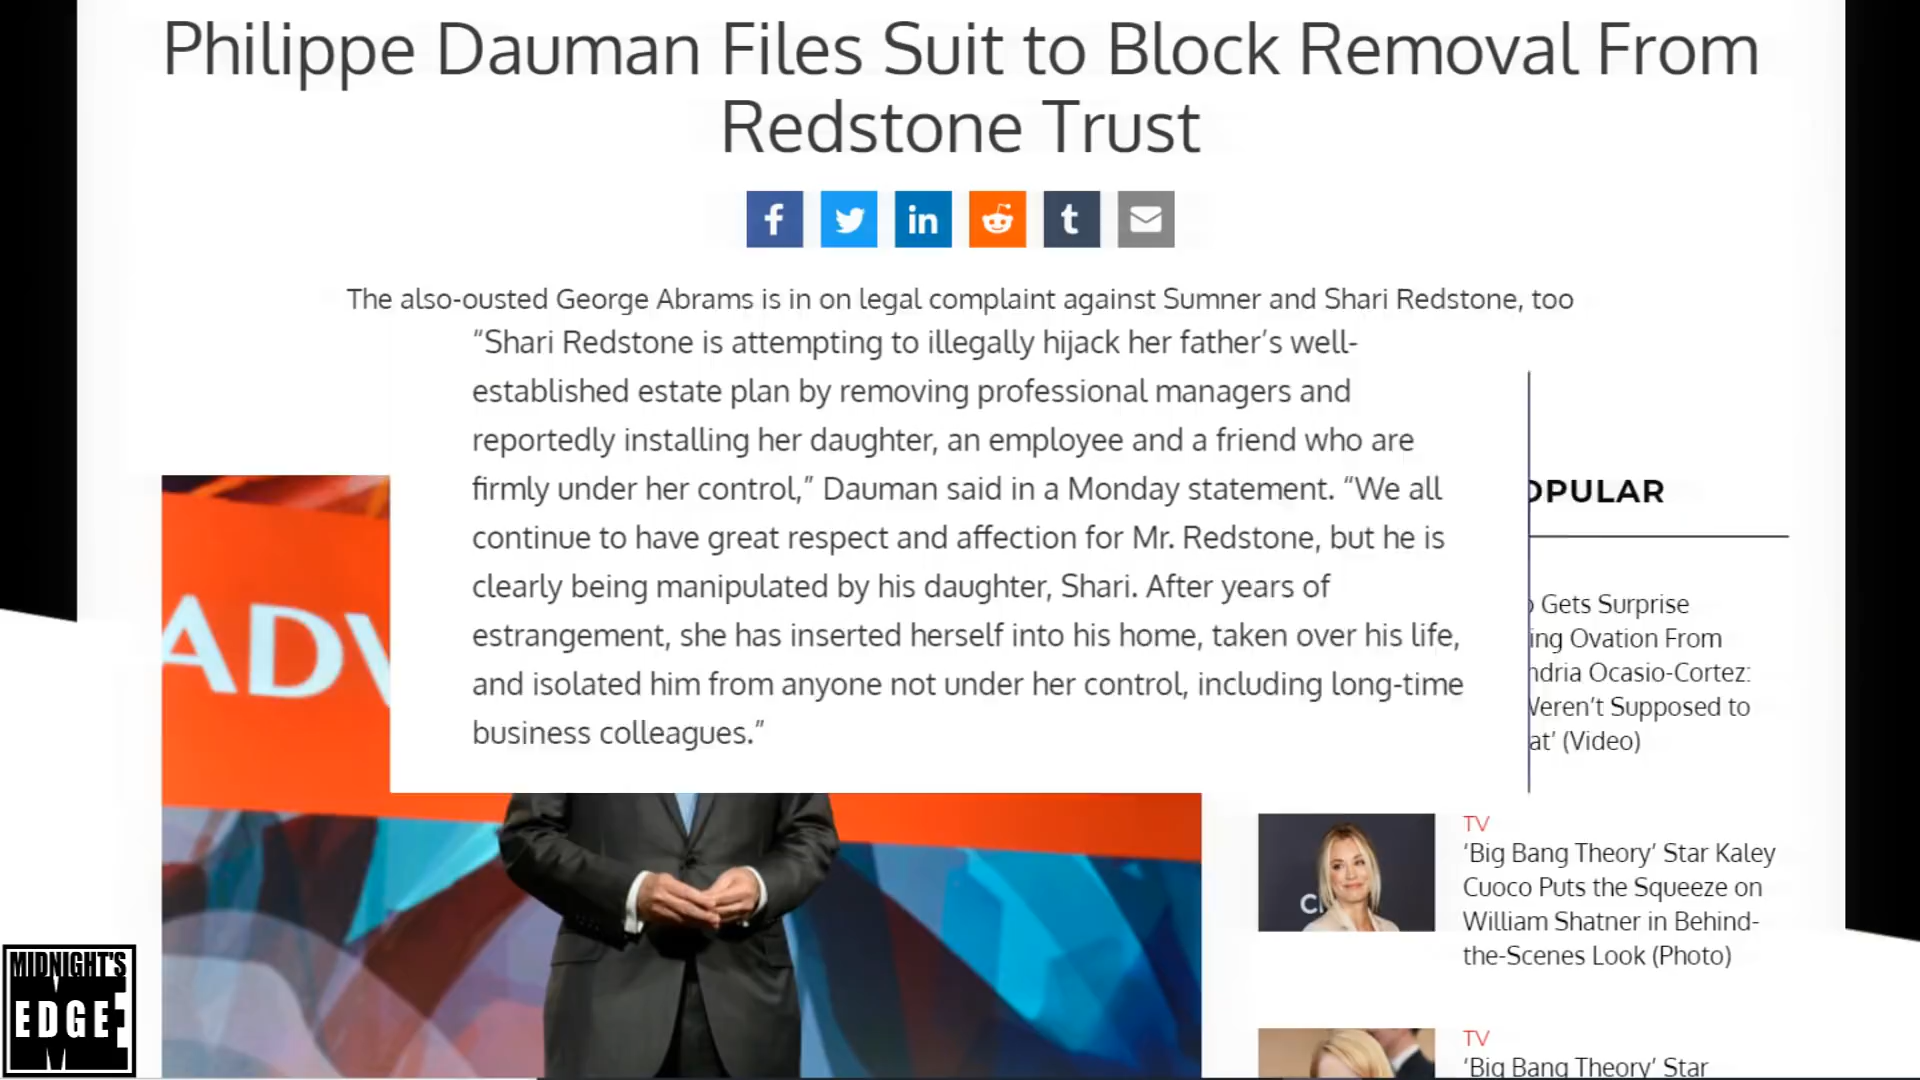 Philippe Dauman Files Suit to Block Removal From
Redstone Trust
f
in
t
The also-ousted George Abrams is in on legal complaint against Sumner and Shari Redstone, too
“Shari Redstone is attempting to illegally hijack her father’s well-
established estate plan by removing professional managers and
reportedly installing her daughter, an employee and a friend who are
firmly under her control,” Dauman said in a Monday statement. “We all
continue to have great respect and affection for Mr. Redstone, but he is
clearly being manipulated by his daughter, Shari. After years of
estrangement, she has inserted herself into his home, taken over his life,
and isolated him from anyone not under her control, including long-time
business colleagues.”
ADV
OPULAR
Gets Surprise
ing Ovation From
ndria Ocasio-Cortez:
Weren’t Supposed to
at’ (Video)
TV
‘Big Bang Theory’ Star Kaley
Cuoco Puts the Squeeze on
William Shatner in Behind-
the-Scenes Look (Photo)
TV
‘Big Bang Theory’ Star
MIDNIGHT'S
EDGE